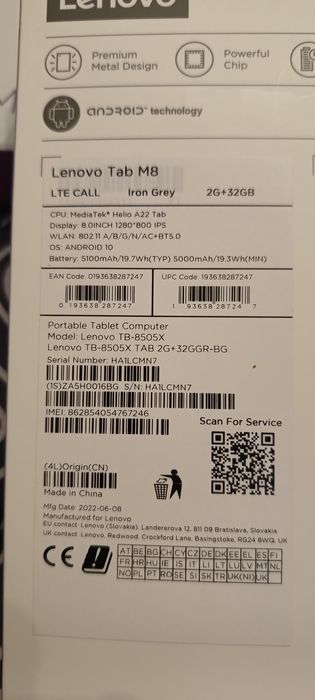 Lenovo
Premium
Metal Design
Powerful
Chip
ANDROID technology
Lenovo Tab M8
LTE CALL Iron Grey 2G+32GB
CPU: MediaTek® Helio A22 Tab
Display: 8.0INCH 1280*800 IPS
WLAN: 802.11 A/B/G/N/AC+BT5.0
OS: ANDROID 10
Battery: 5100mAh/19.7Wh(TYP) 5000mAh/19.3Wh(MIN)
EAN Code 0193638287247 UPC Code: 193638287247
0 193638 287247 1 93638 28724 7
Portable Tablet Computer
Model: Lenovo TB-8505X
Lenovo TB-8505X TAB 2G+32GGR-BG
Serial Number: HA1LCMN7
(1S)ZA5H0016BG S/N: HA1LCMN7
IMEI: 862854054767246
Scan For Service
(4L)Origin(CN)
Made in China
Mfg Date: 2022-06-08
Manufactured for Lenovo
EU contact: Lenovo (Slovakia), Landererova 12, 811 09 Bratislava, Slovakia
UK contact: Lenovo, Redwood, Crockford Lane, Basingstoke, RG24 8WQ, UK
CE
AT BE BG CH CY CZ DE DK EE EL ES FI
FR HR HU IE IS IT LI LT LU LV MT NL
NO PL PT RO SE SI SK TR UK(NI) UK